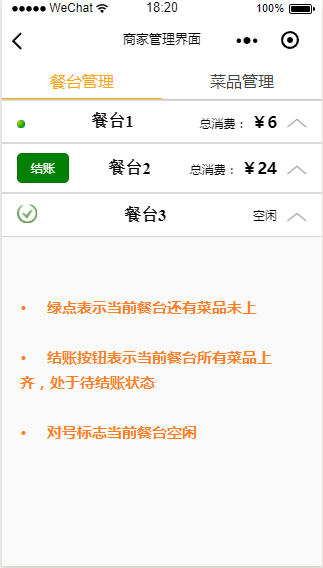 ●●●●● WeChat 18:20 100%
商家管理界面
餐台管理 菜品管理
餐台1 总消费：￥6
结账 餐台2 总消费：￥24
餐台3 空闲
• 绿点表示当前餐台还有菜品未上
• 结账按钮表示当前餐台所有菜品上
齐，处于待结账状态
• 对号标志当前餐台空闲